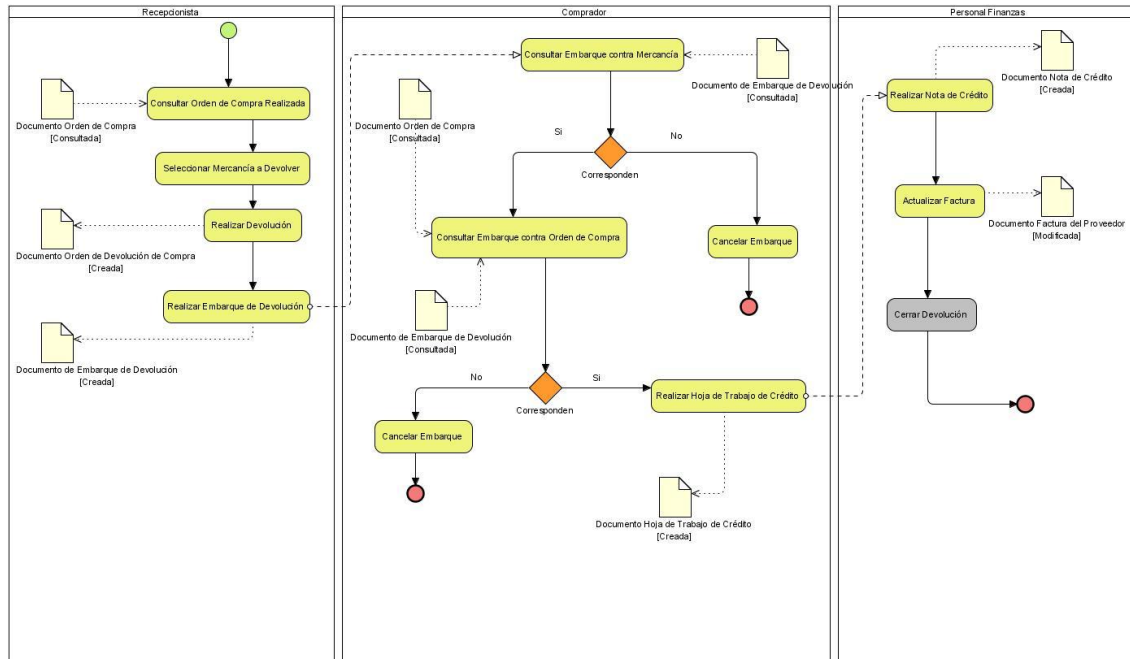 Recepcionista
Consultar Orden de Compra Realizada
Documento Orden de Compra
[Consultada]
Seleccionar Mercancía a Devolver
Realizar Devolución
Documento Orden de Devolución de Compra
[Creada]
Realizar Embarque de Devolución
Documento de Embarque de Devolución
[Creada]
Comprador
Consultar Embarque contra Mercancía
Documento de Embarque de Devolución
[Consultada]
Documento Orden de Compra
[Consultada]
Si
No
Corresponden
Consultar Embarque contra Orden de Compra
Cancelar Embarque
Documento de Embarque de Devolución
[Consultada]
No
Si
Corresponden
Realizar Hoja de Trabajo de Crédito
Cancelar Embarque
Documento Hoja de Trabajo de Crédito
[Creada]
Personal Finanzas
Documento Nota de Crédito
[Creada]
Realizar Nota de Crédito
Actualizar Factura
Documento Factura del Proveedor
[Modificada]
Cerrar Devolución